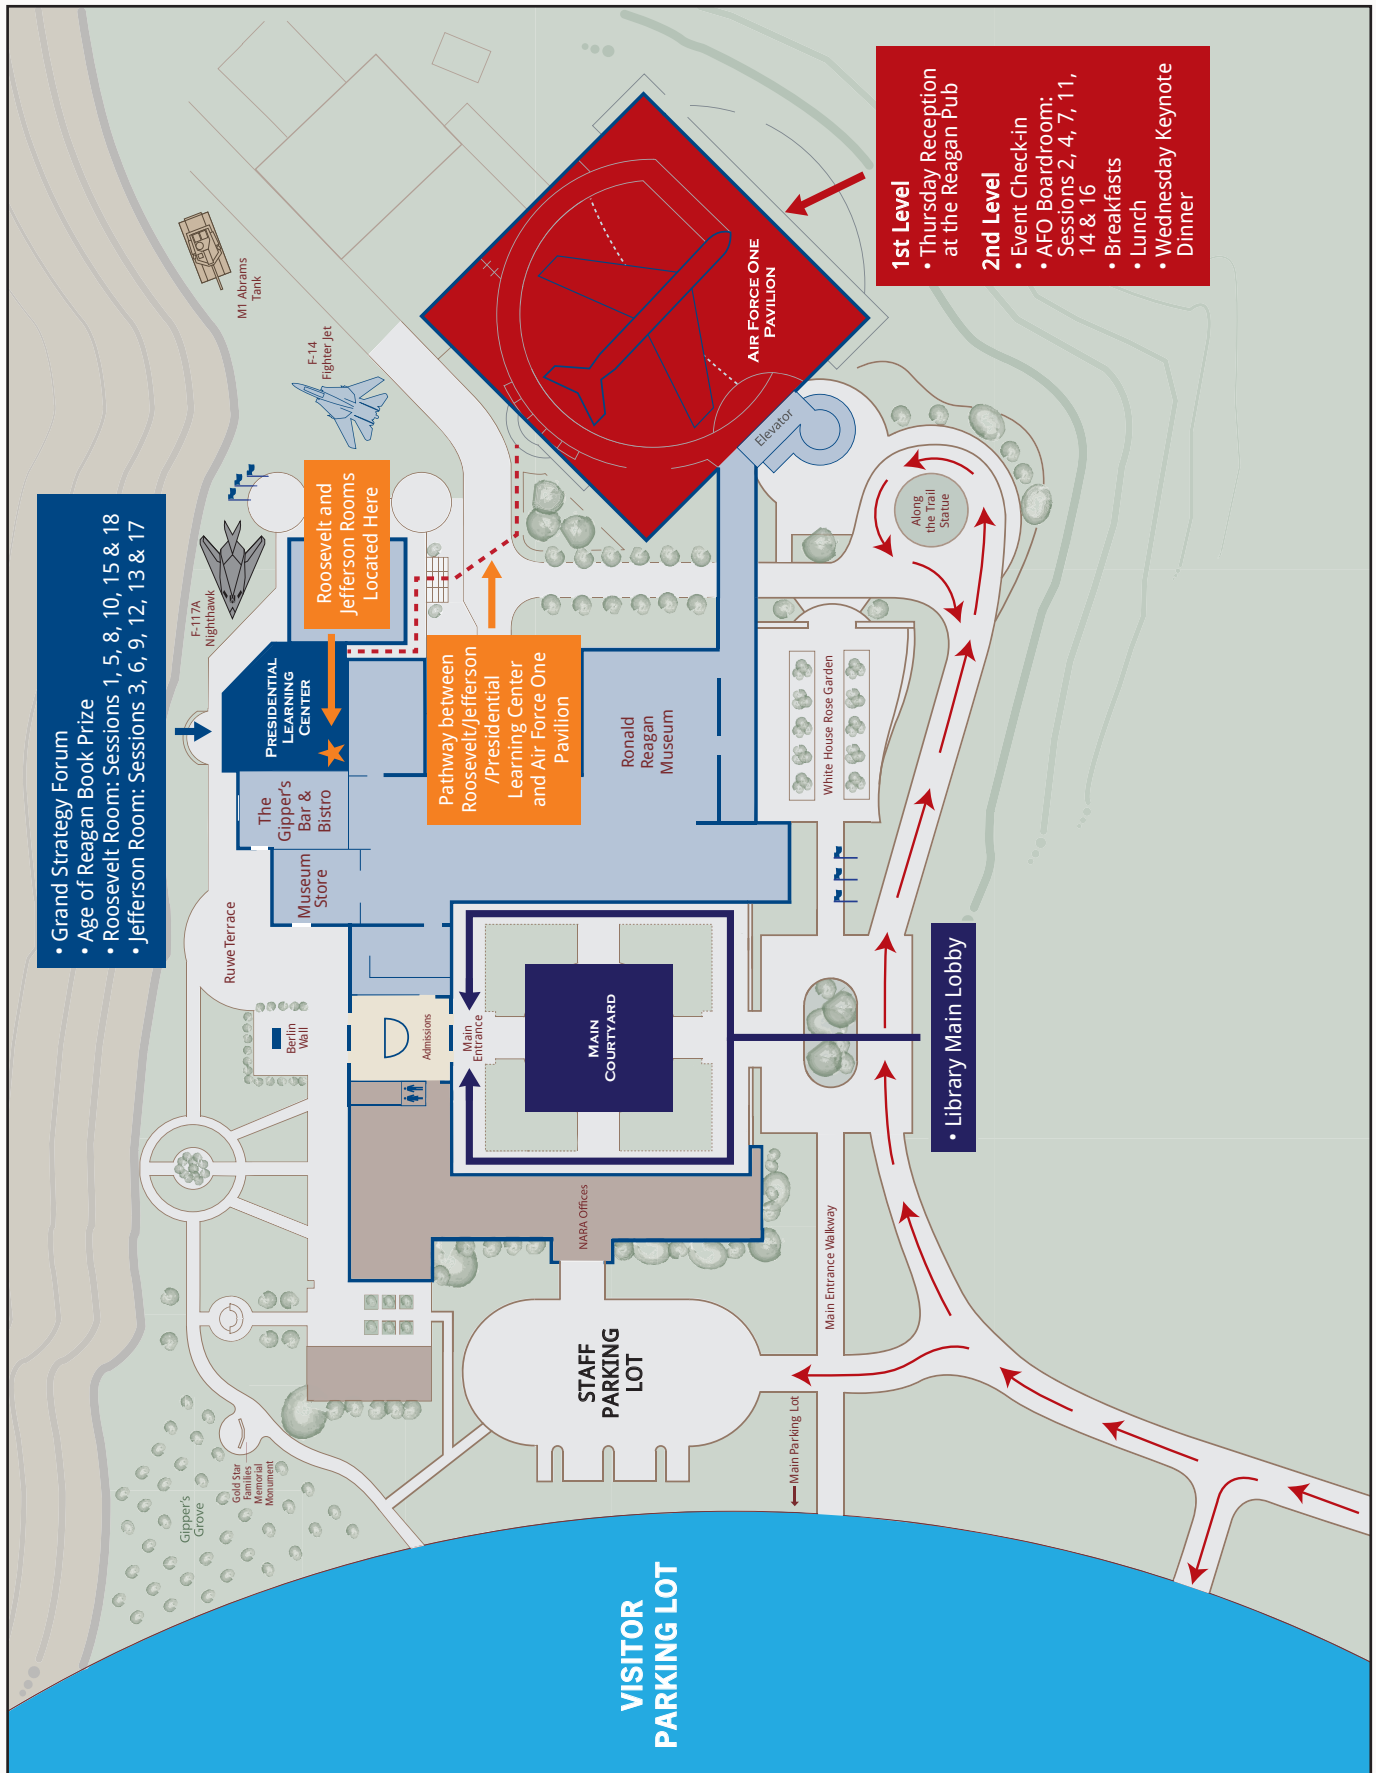 • Grand Strategy Forum
• Age of Reagan Book Prize
• Roosevelt Room: Sessions 1, 5, 8, 10, 15 & 18
• Jefferson Room: Sessions 3, 6, 9, 12, 13 & 17
M1 Abrams
Tank
F-14
Fighter Jet
F-117A
Nighthawk
Roosevelt and
Jefferson Rooms
Located Here
PRESIDENTIAL
LEARNING
CENTER
The
Gipper's
Bar &
Bistro
Museum
Store
Ruwe Terrace
Berlin
Wall
Admissions
Main
Entrance
Pathway between
Roosevelt/Jefferson
/Presidential
Learning Center
and Air Force One
Pavilion
Ronald
Reagan
Museum
AIR FORCE ONE
PAVILION
Elevator
1st Level
• Thursday Reception
at the Reagan Pub
2nd Level
• Event Check-in
• AFO Boardroom:
Sessions 2, 4, 7, 11,
14 & 16
• Breakfasts
• Lunch
• Wednesday Keynote
Dinner
Along
the Trail
Statue
White House Rose Garden
MAIN
COURTYARD
• Library Main Lobby
NARA Offices
Main Entrance Walkway
STAFF
PARKING
LOT
Main Parking Lot
Gold Star
Families
Memorial
Monument
Gipper's
Grove
VISITOR
PARKING LOT